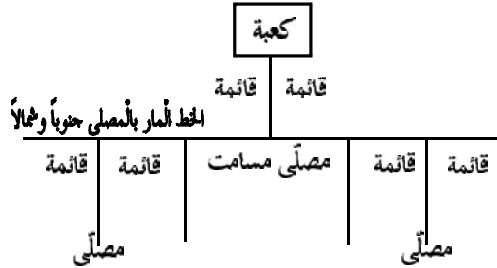 كعبة
قائمة قائمة
الخط المار بالمصلى جنوباً وشمالاً
قائمة قائمة مصلّى مسامت قائمة قائمة
مصلّى مصلّى